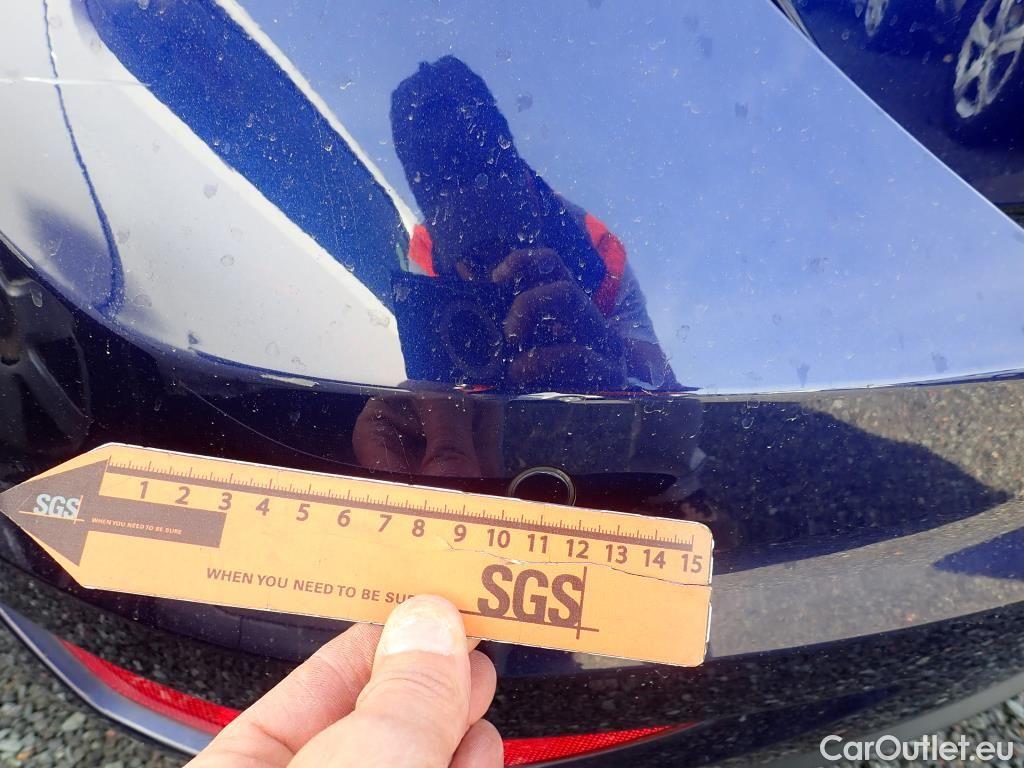 SGS
WHEN YOU NEED TO BE SURE
1 2 3 4 5 6 7 8 9 10 11 12 13 14 15
WHEN YOU NEED TO BE SU
SGS
CarOutlet.eu